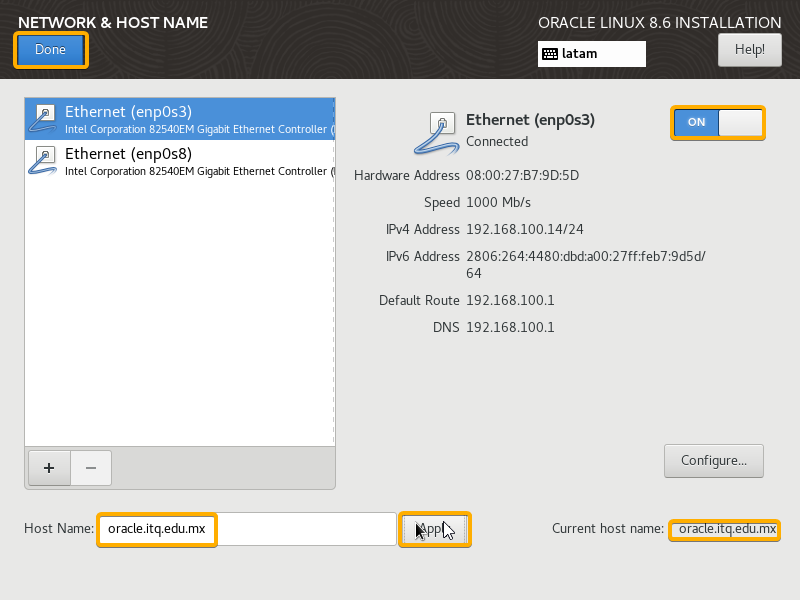 NETWORK & HOST NAME
ORACLE LINUX 8.6 INSTALLATION
Done
latam
Help!
Ethernet (enp0s3)
Intel Corporation 82540EM Gigabit Ethernet Controller (
Ethernet (enp0s8)
Intel Corporation 82540EM Gigabit Ethernet Controller (
Ethernet (enp0s3)
Connected
ON
Hardware Address 08:00:27:B7:9D:5D
Speed 1000 Mb/s
IPv4 Address 192.168.100.14/24
IPv6 Address 2806:264:4480:dbd:a00:27ff:feb7:9d5d/
64
Default Route 192.168.100.1
DNS 192.168.100.1
+ −
Configure...
Host Name: oracle.itq.edu.mx
Current host name: oracle.itq.edu.mx